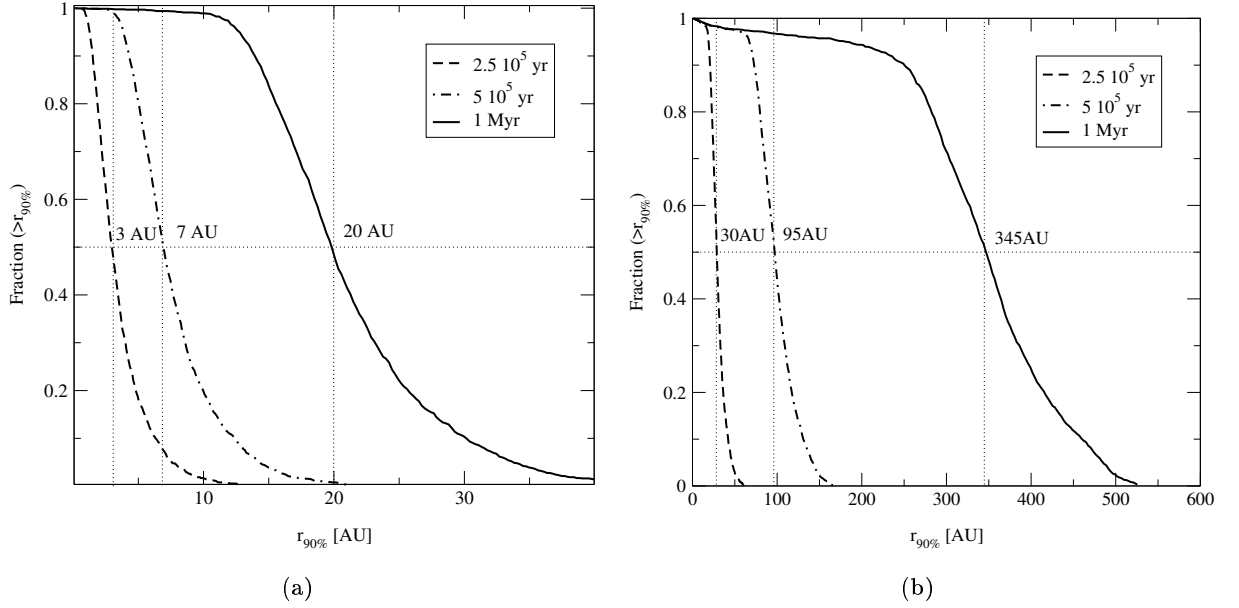 1
0.8
0.6
0.4
0.2
Fraction (>r90%)
2.5 10^5 yr
5 10^5 yr
1 Myr
3 AU
7 AU
20 AU
10
20
30
r90% [AU]
(a)
1
0.8
0.6
0.4
0.2
0
Fraction (>r90%)
2.5 10^5 yr
5 10^5 yr
1 Myr
30AU
95AU
345AU
0
100
200
300
400
500
600
r90% [AU]
(b)